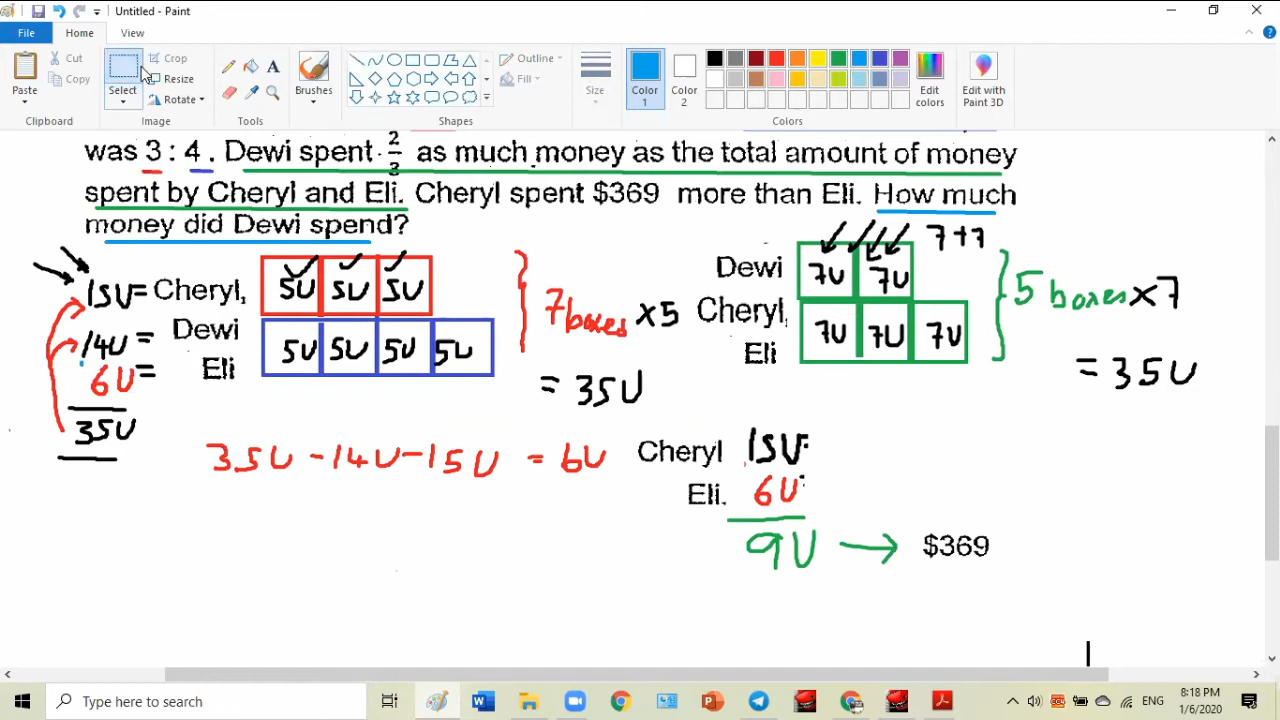 Untitled - Paint
File Home View
Paste Cut Copy Clipboard
Select Crop Resize Rotate Image
Tools
Brushes
Outline Fill Shapes
Size
Color 1 Color 2 Edit colors Edit with Paint 3D Colors
was 3 : 4 . Dewi spent 2/3 as much money as the total amount of money
spent by Cheryl and Eli. Cheryl spent $369 more than Eli. How much
money did Dewi spend?
7+7
15U= Cheryl, 5U 5U 5U
14U= Dewi
6U= Eli 5U 5U 5U 5U
35U
7 boxes x5
= 35U
Dewi 7U 7U
Cheryl,
Eli 7U 7U 7U
5 boxes x7
= 35U
35U - 14U - 15U = 6U
Cheryl 15U
Eli. 6U
9U → $369
Type here to search
ENG
8:18 PM
1/6/2020